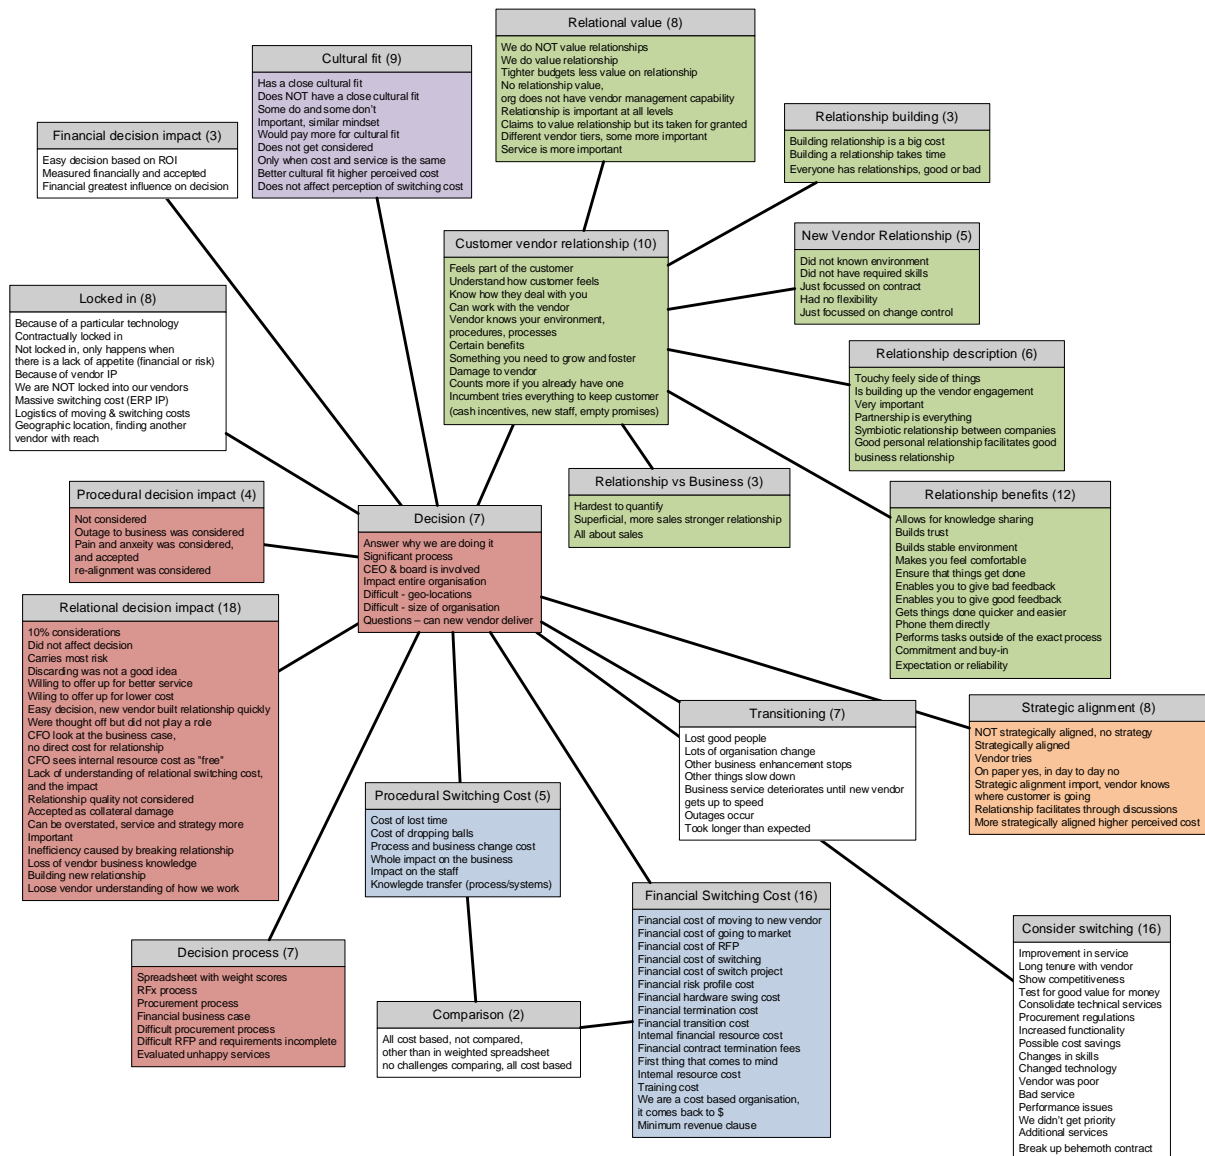 Relational value (8)
We do NOT value relationships
We do value relationship
Tighter budgets less value on relationship
No relationship value,
org does not have vendor management capability
Relationship is important at all levels
Claims to value relationship but its taken for granted
Different vendor tiers, some more important
Service is more important
Cultural fit (9)
Has a close cultural fit
Does NOT have a close cultural fit
Some do and some don't
Important, similar mindset
Would pay more for cultural fit
Does not get considered
Only when cost and service is the same
Better cultural fit higher perceived cost
Does not affect perception of switching cost
Financial decision impact (3)
Easy decision based on ROI
Measured financially and accepted
Financial greatest influence on decision
Relationship building (3)
Building relationship is a big cost
Building a relationship takes time
Everyone has relationships, good or bad
Customer vendor relationship (10)
Feels part of the customer
Understand how customer feels
Know how they deal with you
Can work with the vendor
Vendor knows your environment,
procedures, processes
Certain benefits
Something you need to grow and foster
Damage to vendor
Counts more if you already have one
Incumbent tries everything to keep customer
(cash incentives, new staff, empty promises)
New Vendor Relationship (5)
Did not known environment
Did not have required skills
Just focussed on contract
Had no flexibility
Just focussed on change control
Locked in (8)
Because of a particular technology
Contractually locked in
Not locked in, only happens when
there is a lack of appetite (financial or risk)
Because of vendor IP
We are NOT locked into our vendors
Massive switching cost (ERP IP)
Logistics of moving & switching costs
Geographic location, finding another
vendor with reach
Relationship description (6)
Touchy feely side of things
Is building up the vendor engagement
Very important
Partnership is everything
Symbiotic relationship between companies
Good personal relationship facilitates good
business relationship
Relationship vs Business (3)
Hardest to quantify
Superficial, more sales stronger relationship
All about sales
Procedural decision impact (4)
Not considered
Outage to business was considered
Pain and anxeity was considered,
and accepted
re-alignment was considered
Relationship benefits (12)
Allows for knowledge sharing
Builds trust
Builds stable environment
Makes you feel comfortable
Ensure that things get done
Enables you to give bad feedback
Enables you to give good feedback
Gets things done quicker and easier
Phone them directly
Performs tasks outside of the exact process
Commitment and buy-in
Expectation or reliability
Decision (7)
Answer why we are doing it
Significant process
CEO & board is involved
Impact entire organisation
Difficult - geo-locations
Difficult - size of organisation
Questions – can new vendor deliver
Relational decision impact (18)
10% considerations
Did not affect decision
Carries most risk
Discarding was not a good idea
Willing to offer up for better service
Wiling to offer up for lower cost
Easy decision, new vendor built relationship quickly
Were thought off but did not play a role
CFO look at the business case,
no direct cost for relationship
CFO sees internal resource cost as "free"
Lack of understanding of relational switching cost,
and the impact
Relationship quality not considered
Accepted as collateral damage
Can be overstated, service and strategy more
Important
Inefficiency caused by breaking relationship
Loss of vendor business knowledge
Building new relationship
Loose vendor understanding of how we work
Transitioning (7)
Lost good people
Lots of organisation change
Other business enhancement stops
Other things slow down
Business service deteriorates until new vendor
gets up to speed
Outages occur
Took longer than expected
Strategic alignment (8)
NOT strategically aligned, no strategy
Strategically aligned
Vendor tries
On paper yes, in day to day no
Strategic alignment import, vendor knows
where customer is going
Relationship facilitates through discussions
More strategically aligned higher perceived cost
Procedural Switching Cost (5)
Cost of lost time
Cost of dropping balls
Process and business change cost
Whole impact on the business
Impact on the staff
Knowlegde transfer (process/systems)
Financial Switching Cost (16)
Financial cost of moving to new vendor
Financial cost of going to market
Financial cost of RFP
Financial cost of switching
Financial cost of switch project
Financial risk profile cost
Financial hardware swing cost
Financial termination cost
Financial transition cost
Internal financial resource cost
Financial contract termination fees
First thing that comes to mind
Internal resource cost
Training cost
We are a cost based organisation,
it comes back to $
Minimum revenue clause
Consider switching (16)
Improvement in service
Long tenure with vendor
Show competitiveness
Test for good value for money
Consolidate technical services
Procurement regulations
Increased functionality
Possible cost savings
Changes in skills
Changed technology
Vendor was poor
Bad service
Performance issues
We didn't get priority
Additional services
Break up behemoth contract
Decision process (7)
Spreadsheet with weight scores
RFx process
Procurement process
Financial business case
Difficult procurement process
Difficult RFP and requirements incomplete
Evaluated unhappy services
Comparison (2)
All cost based, not compared,
other than in weighted spreadsheet
no challenges comparing, all cost based